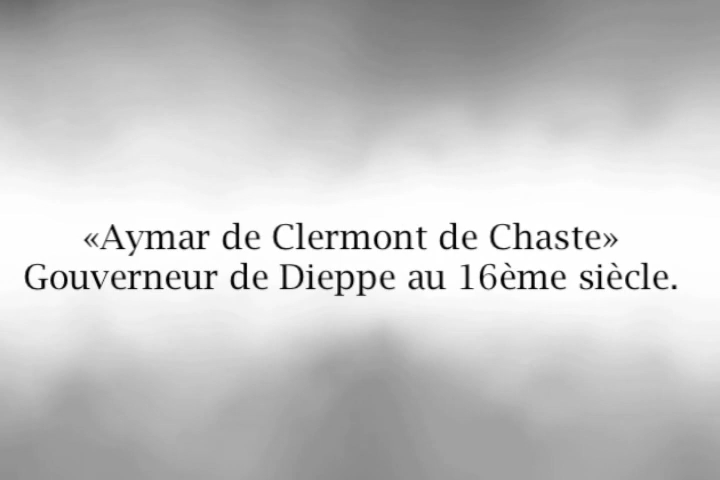 «Aymar de Clermont de Chaste»
Gouverneur de Dieppe au 16ème siècle.